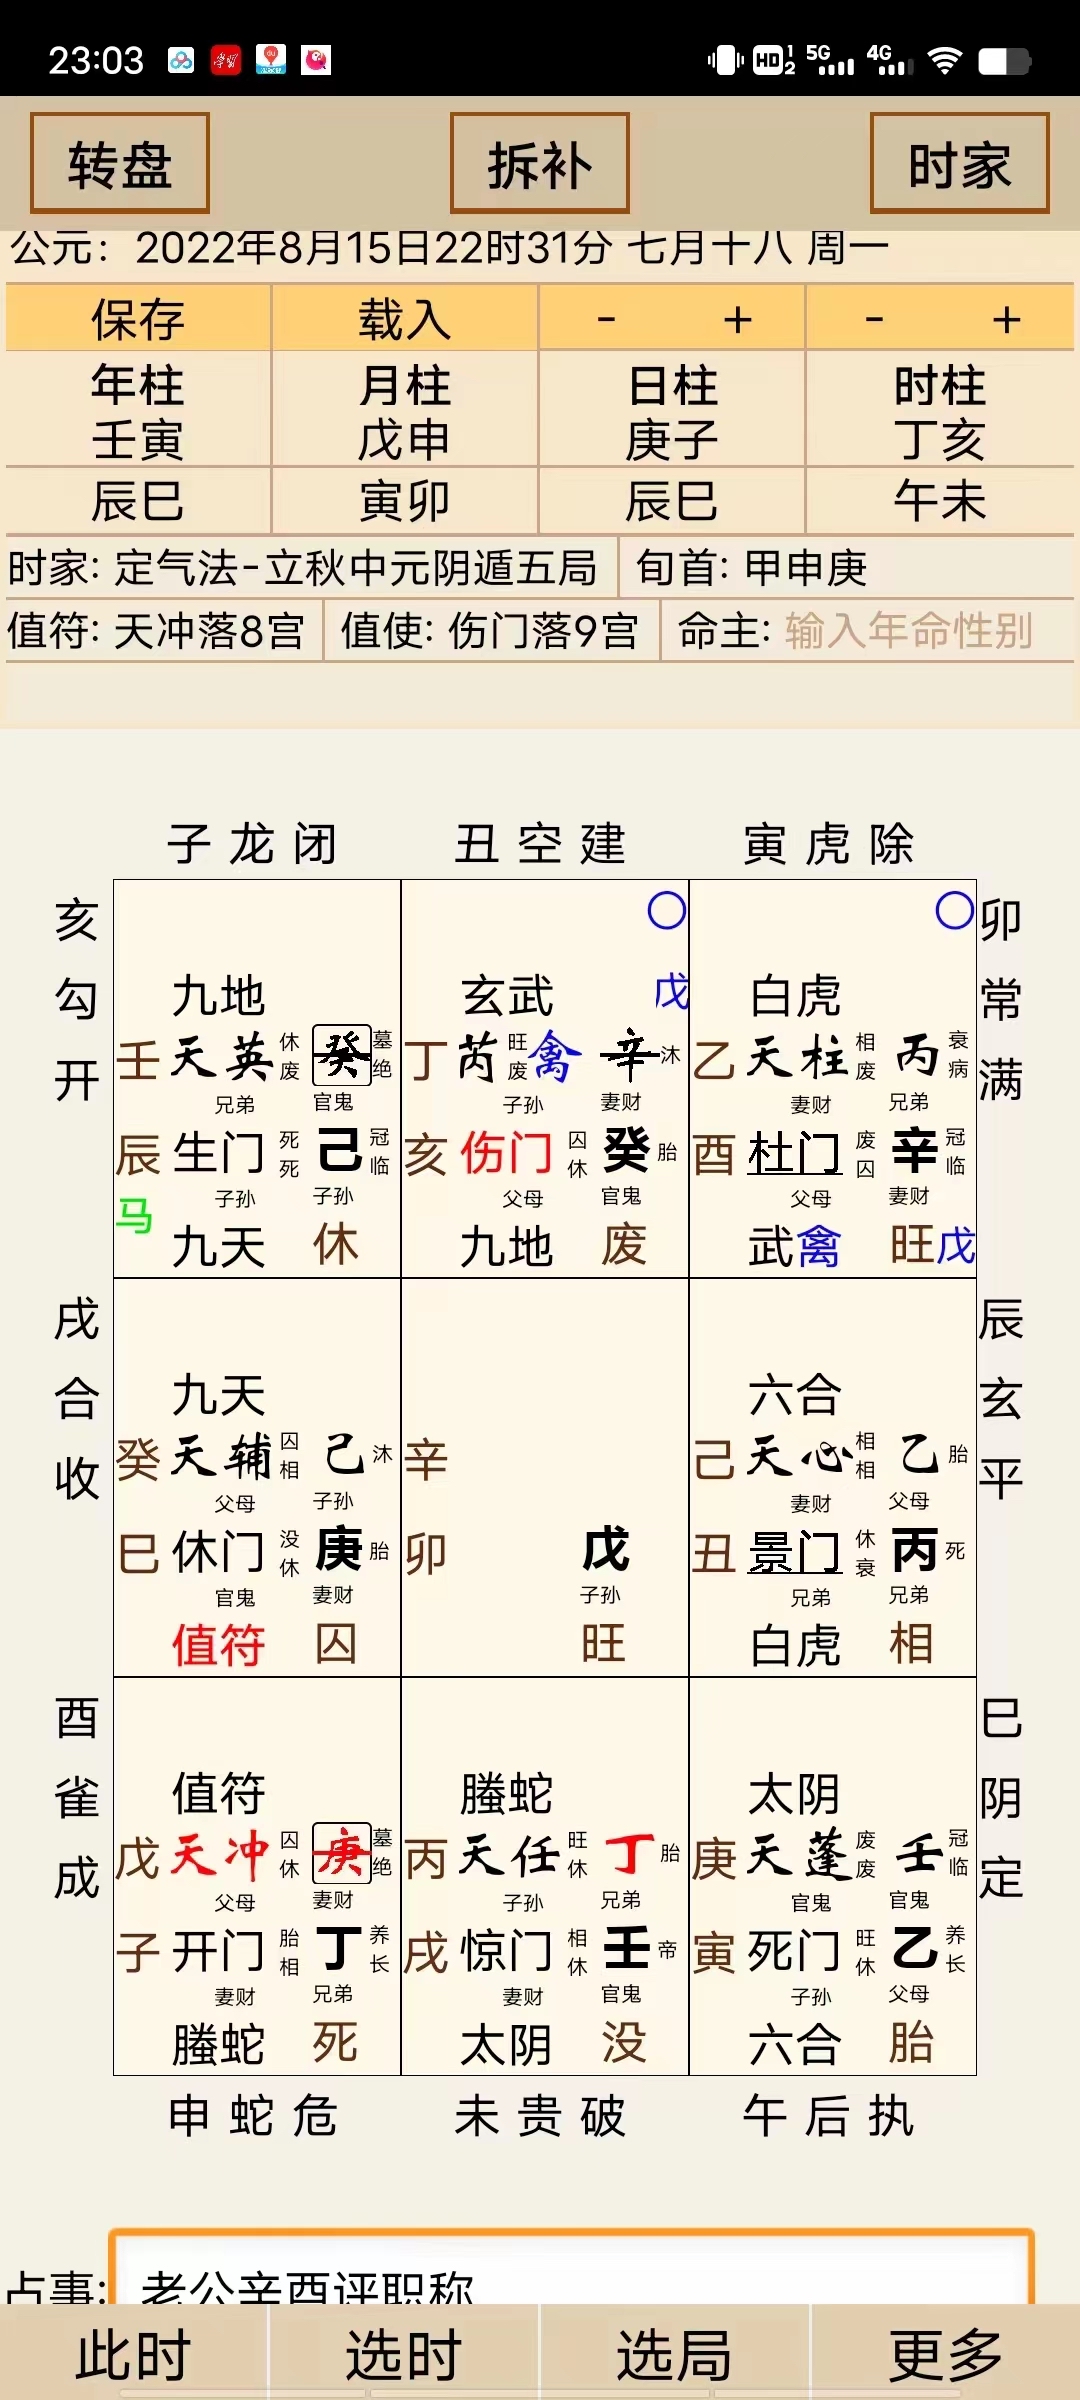 23:03 HD 1 2 5G 4G
转盘 拆补 时家
公元：2022年8月15日22时31分 七月十八 周一
保存 载入 - + - +
年柱 月柱 日柱 时柱
壬寅 戊申 庚子 丁亥
辰巳 寅卯 辰巳 午未
时家: 定气法-立秋中元阴遁五局 旬首: 甲申庚
值符: 天冲落8宫 值使: 伤门落9宫 命主: 输入年命性别
子龙闭 丑空建 寅虎除
亥 〇 〇 卯
勾 九地 玄武 戊 白虎 常
开 壬 天英 休废 癸 墓绝 丁 芮 旺废 禽 辛 沐 乙 天柱 相废 丙 衰病 满
兄弟 官鬼 子孙 妻财 妻财 兄弟
辰 生门 死死 己 冠临 亥 伤门 囚休 癸 胎 酉 杜门 废囚 辛 冠临
子孙 子孙 父母 官鬼 父母 妻财
马 九天 休 九地 废 武禽 旺戊
戌 辰
合 九天 六合 玄
收 癸 天辅 囚相 己 沐 辛 己 天心 相相 乙 胎 平
父母 子孙 妻财 父母
巳 休门 没休 庚 胎 卯 戊 丑 景门 休衰 丙 死
官鬼 妻财 子孙 兄弟 兄弟
值符 囚 旺 白虎 相
酉 巳
雀 值符 螣蛇 太阴 阴
成 戊 天冲 囚休 庚 墓绝 丙 天任 旺休 丁 胎 庚 天蓬 废废 壬 冠临 定
父母 妻财 子孙 兄弟 官鬼 官鬼
子 开门 胎相 丁 养长 戌 惊门 相休 壬 帝 寅 死门 旺休 乙 养长
妻财 兄弟 妻财 官鬼 子孙 父母
螣蛇 死 太阴 没 六合 胎
申蛇危 未贵破 午后执
占事: 老公辛酉评职称
此时 选时 选局 更多